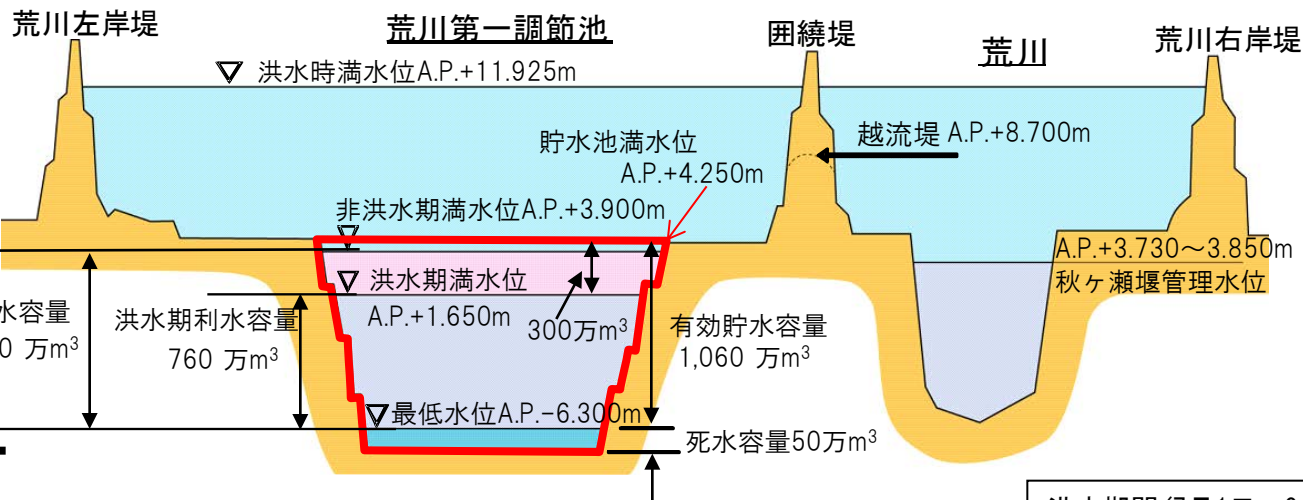 荒川左岸堤
荒川第一調節池
囲繞堤
荒川
荒川右岸堤
洪水時満水位A.P.+11.925m
越流堤 A.P.+8.700m
貯水池満水位
A.P.+4.250m
非洪水期満水位A.P.+3.900m
A.P.+3.730~3.850m
秋ヶ瀬堰管理水位
洪水期満水位
A.P.+1.650m
300万m³
水容量
0 万m³
洪水期利水容量
760 万m³
有効貯水容量
1,060 万m³
最低水位A.P.-6.300m
死水容量50万m³